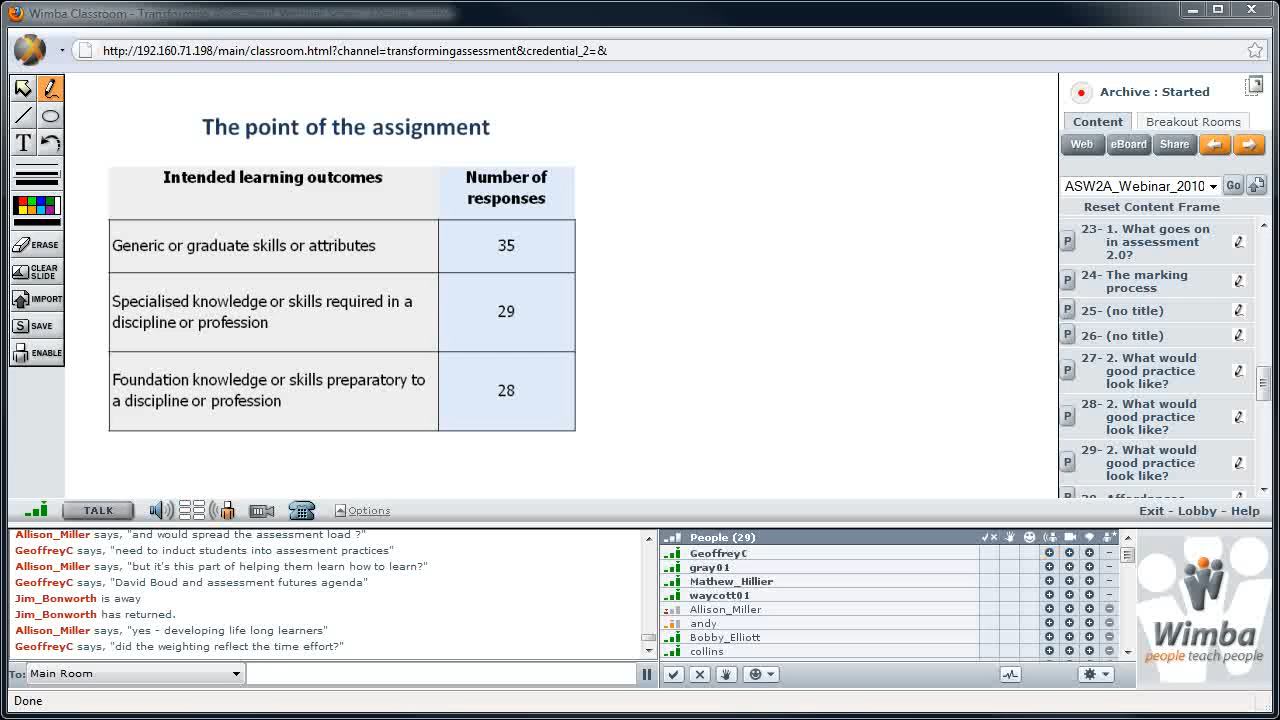 Wimba Classroom - Transforming Assessment
http://192.160.71.198/main/classroom.html?channel=transformingassessment&credential_2=&
T
ERASE
CLEAR
SLIDE
IMPORT
S SAVE
ENABLE
The point of the assignment
Intended learning outcomes
Number of
responses
Generic or graduate skills or attributes
35
Specialised knowledge or skills required in a
discipline or profession
29
Foundation knowledge or skills preparatory to
a discipline or profession
28
Archive : Started
Content Breakout Rooms
Web eBoard Share
ASW2A_Webinar_2010 Go
Reset Content Frame
P 23- 1. What goes on
in assessment
2.0?
P 24- The marking
process
P 25- (no title)
P 26- (no title)
P 27- 2. What would
good practice
look like?
P 28- 2. What would
good practice
look like?
P 29- 2. What would
good practice
look like?
TALK Options Exit - Lobby - Help
Allison_Miller says, "and would spread the assessment load ?"
GeoffreyC says, "need to induct students into assesment practices"
Allison_Miller says, "but it's this part of helping them learn how to learn?"
GeoffreyC says, "David Boud and assessment futures agenda"
Jim_Bonworth is away
Jim_Bonworth has returned.
Allison_Miller says, "yes - developing life long learners"
GeoffreyC says, "did the weighting reflect the time effort?"
To: Main Room
People (29)
GeoffreyC
gray01
Mathew_Hillier
waycott01
Allison_Miller
andy
Bobby_Elliott
collins
Wimba
people teach people
Done